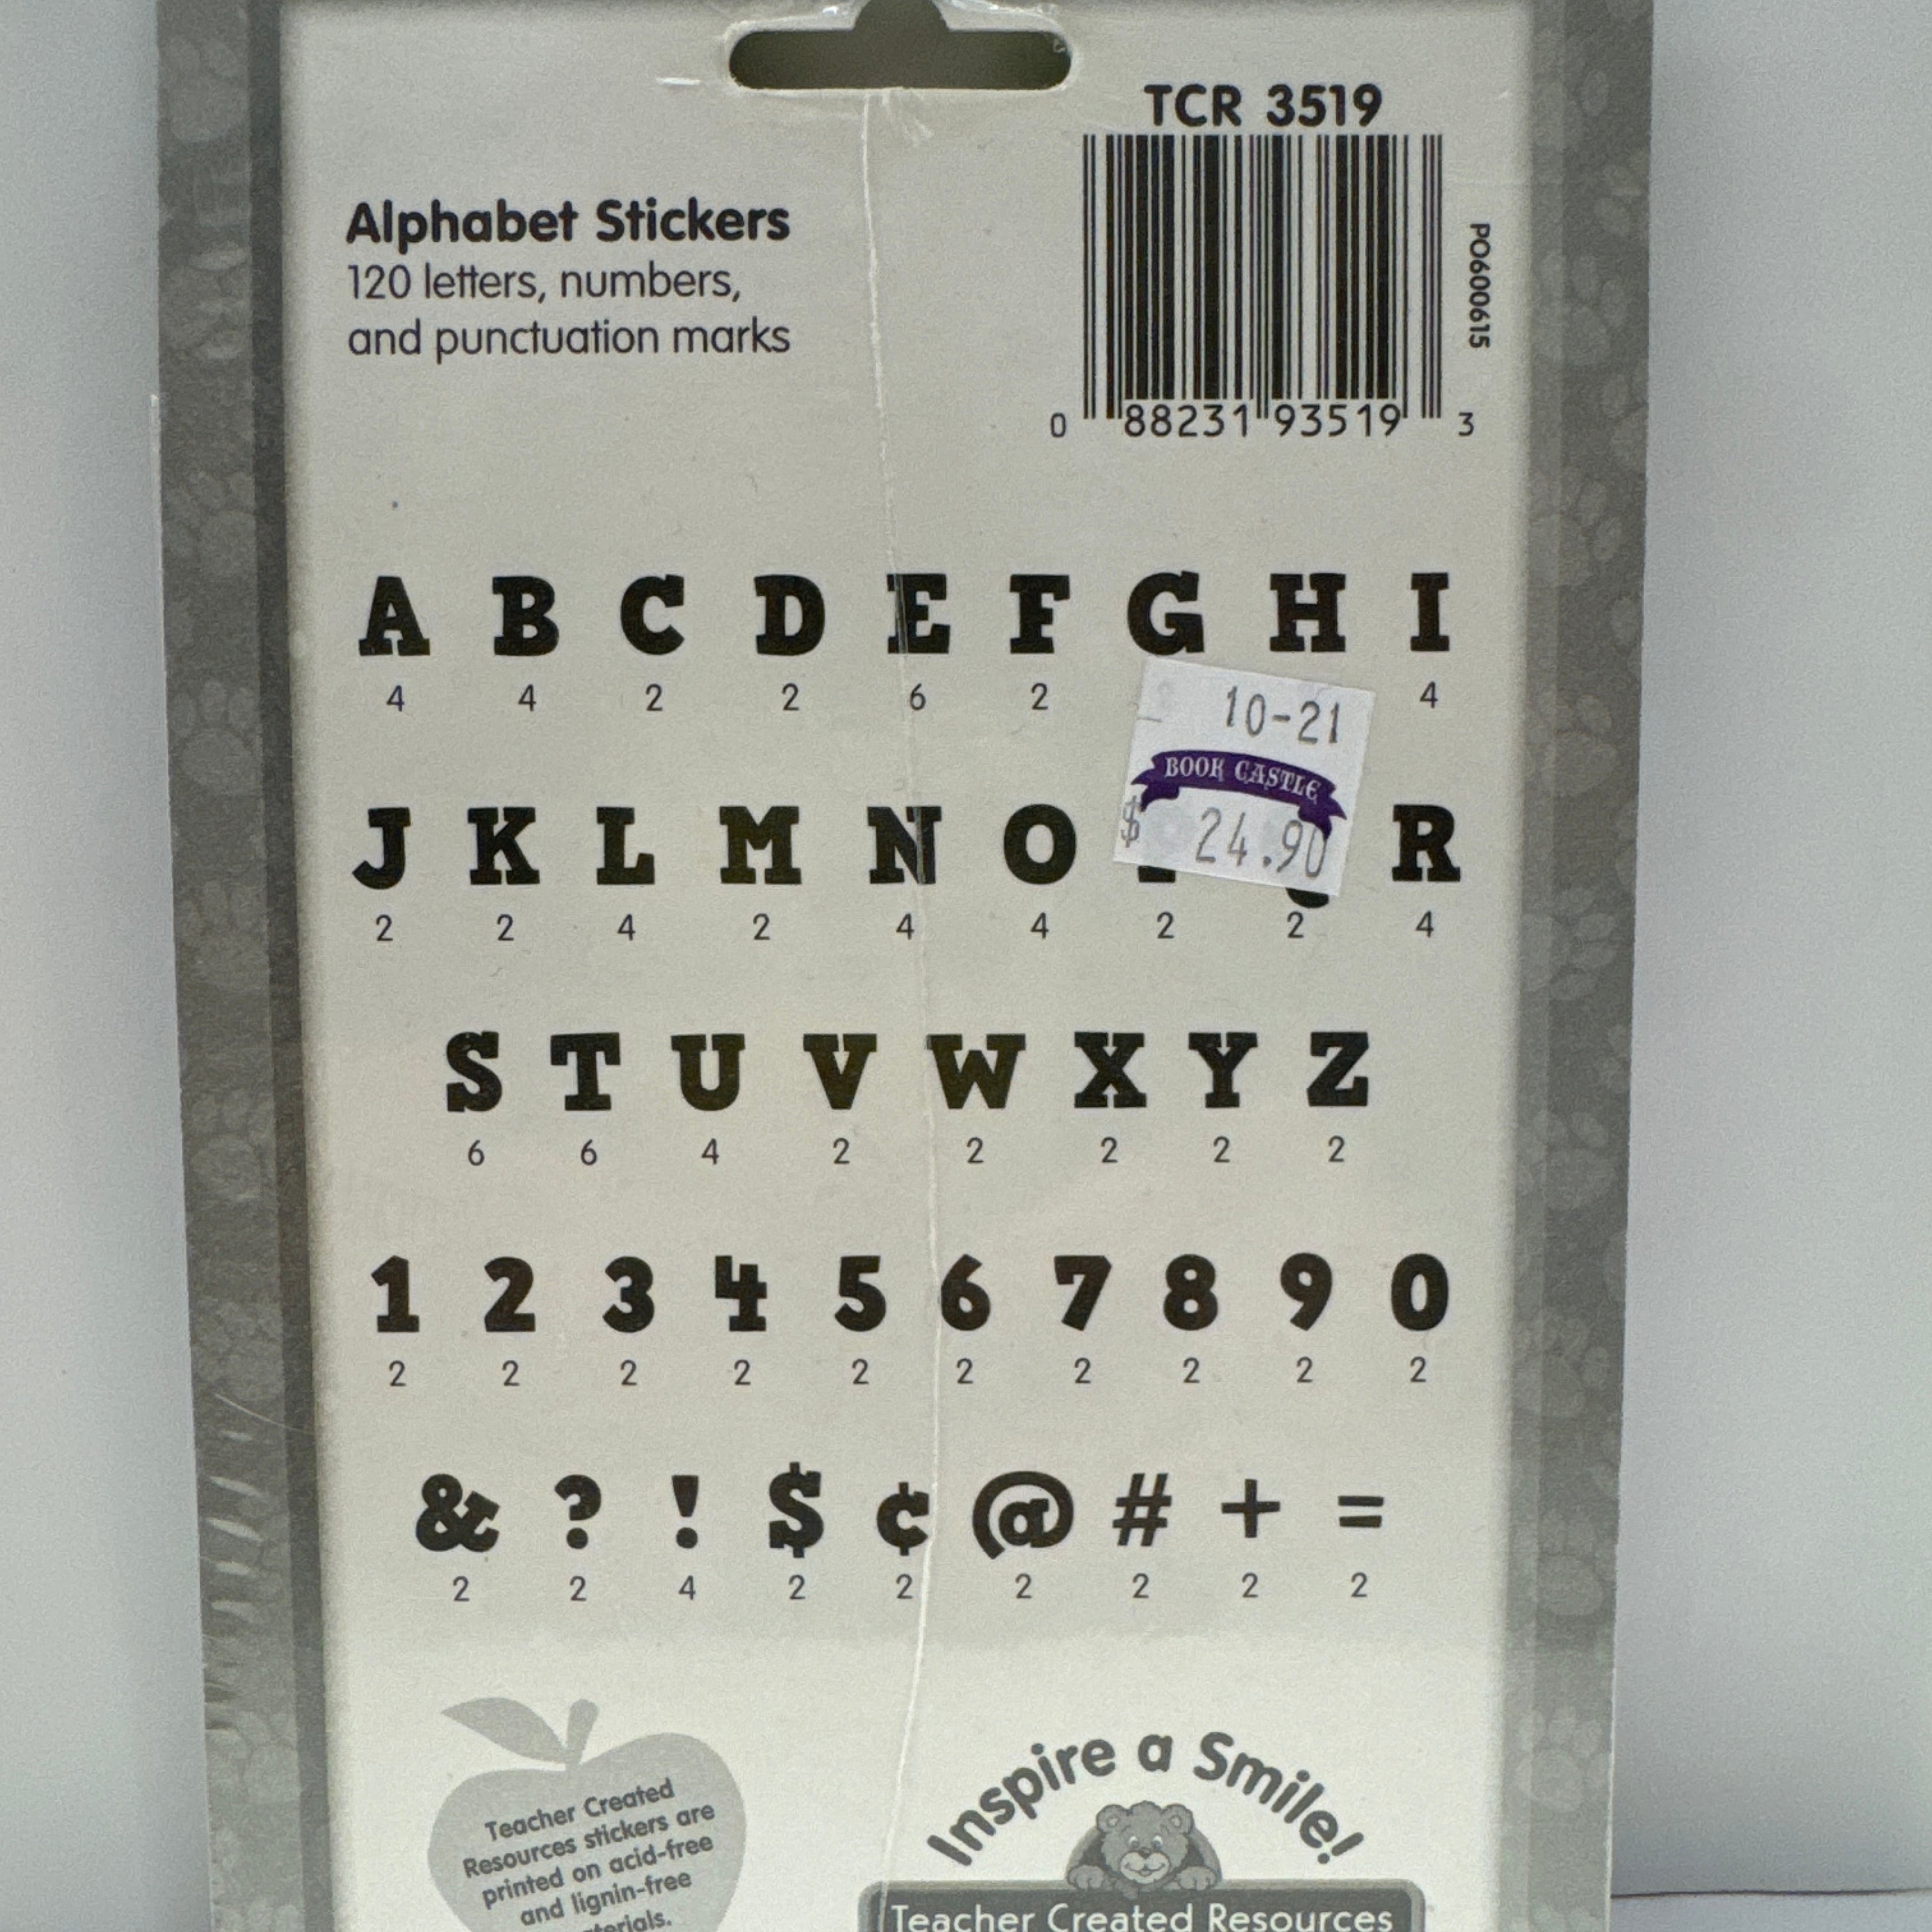 TCR 3519
Alphabet Stickers
120 letters, numbers,
and punctuation marks
PO600615
0 88231 93519 3
A B C D E F G H I
4 4 2 2 6 2 4
10-21
BOOK CASTLE
$ 24.90
J K L M N O R
2 2 4 2 4 4 2 2 4
S T U V W X Y Z
6 6 4 2 2 2 2 2
1 2 3 4 5 6 7 8 9 0
2 2 2 2 2 2 2 2 2 2
& ? ! $ ¢ @ # + =
2 2 4 2 2 2 2 2 2
Teacher Created
Resources stickers are
printed on acid-free
and lignin-free
Inspire a Smile!
Teacher Created Resources